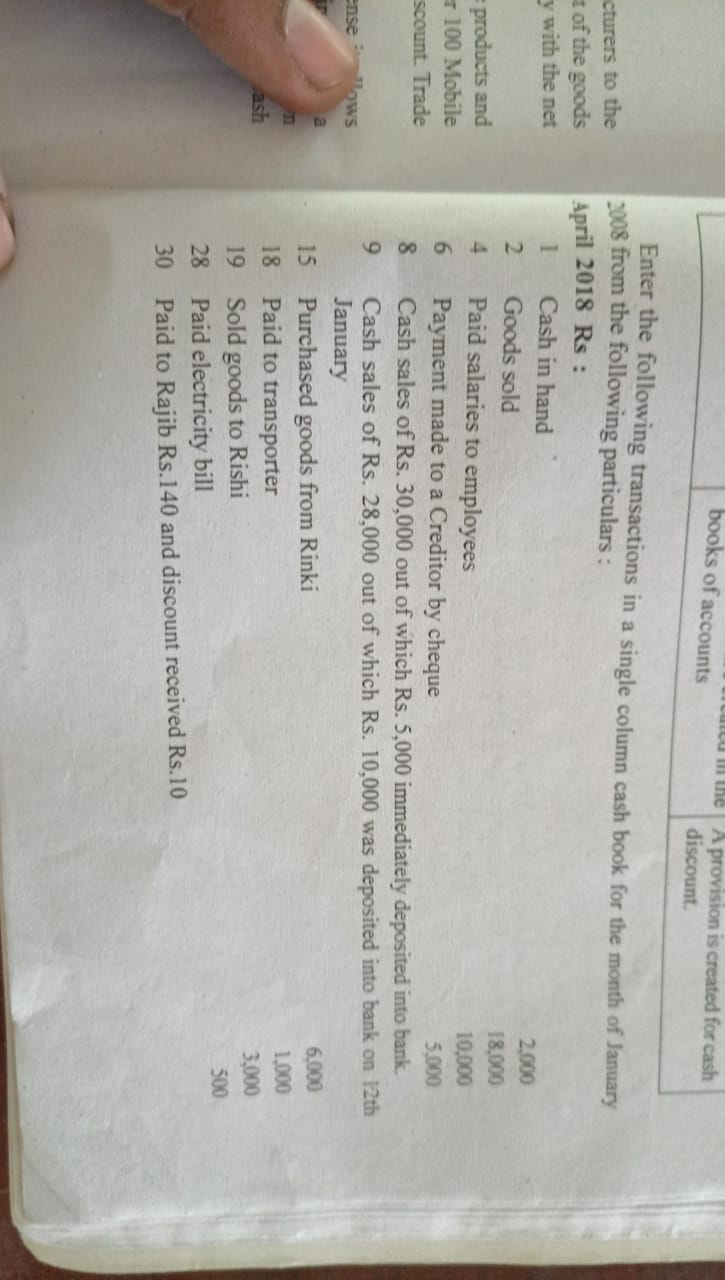 cturers to the
t of the goods
y with the net
products and
r 100 Mobile
scount. Trade
ense
a
books of accounts
in the
A provision is created for cash
discount.
Enter the following transactions in a single column cash book for the month of January
2008 from the following particulars :
April 2018 Rs :
1 Cash in hand 2,000
2 Goods sold 18,000
4 Paid salaries to employees 10,000
6 Payment made to a Creditor by cheque 5,000
8 Cash sales of Rs. 30,000 out of which Rs. 5,000 immediately deposited into bank.
9 Cash sales of Rs. 28,000 out of which Rs. 10,000 was deposited into bank on 12th
January
15 Purchased goods from Rinki 6,000
18 Paid to transporter 1,000
19 Sold goods to Rishi 3,000
28 Paid electricity bill 500
30 Paid to Rajib Rs.140 and discount received Rs.10